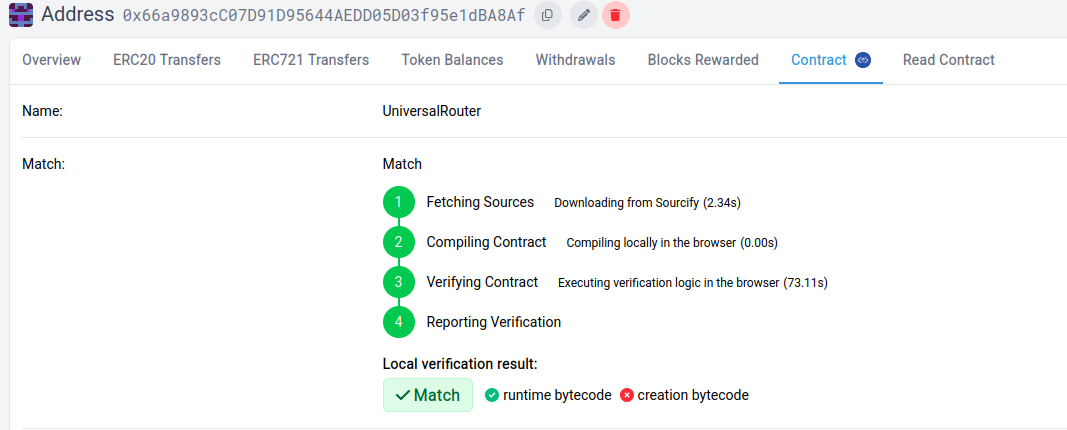 Address 0x66a9893cC07D91D95644AEDD05D03f95e1dBA8Af
Overview ERC20 Transfers ERC721 Transfers Token Balances Withdrawals Blocks Rewarded Contract Read Contract
Name: UniversalRouter
Match: Match
1 Fetching Sources Downloading from Sourcify (2.34s)
2 Compiling Contract Compiling locally in the browser (0.00s)
3 Verifying Contract Executing verification logic in the browser (73.11s)
4 Reporting Verification
Local verification result:
Match runtime bytecode creation bytecode